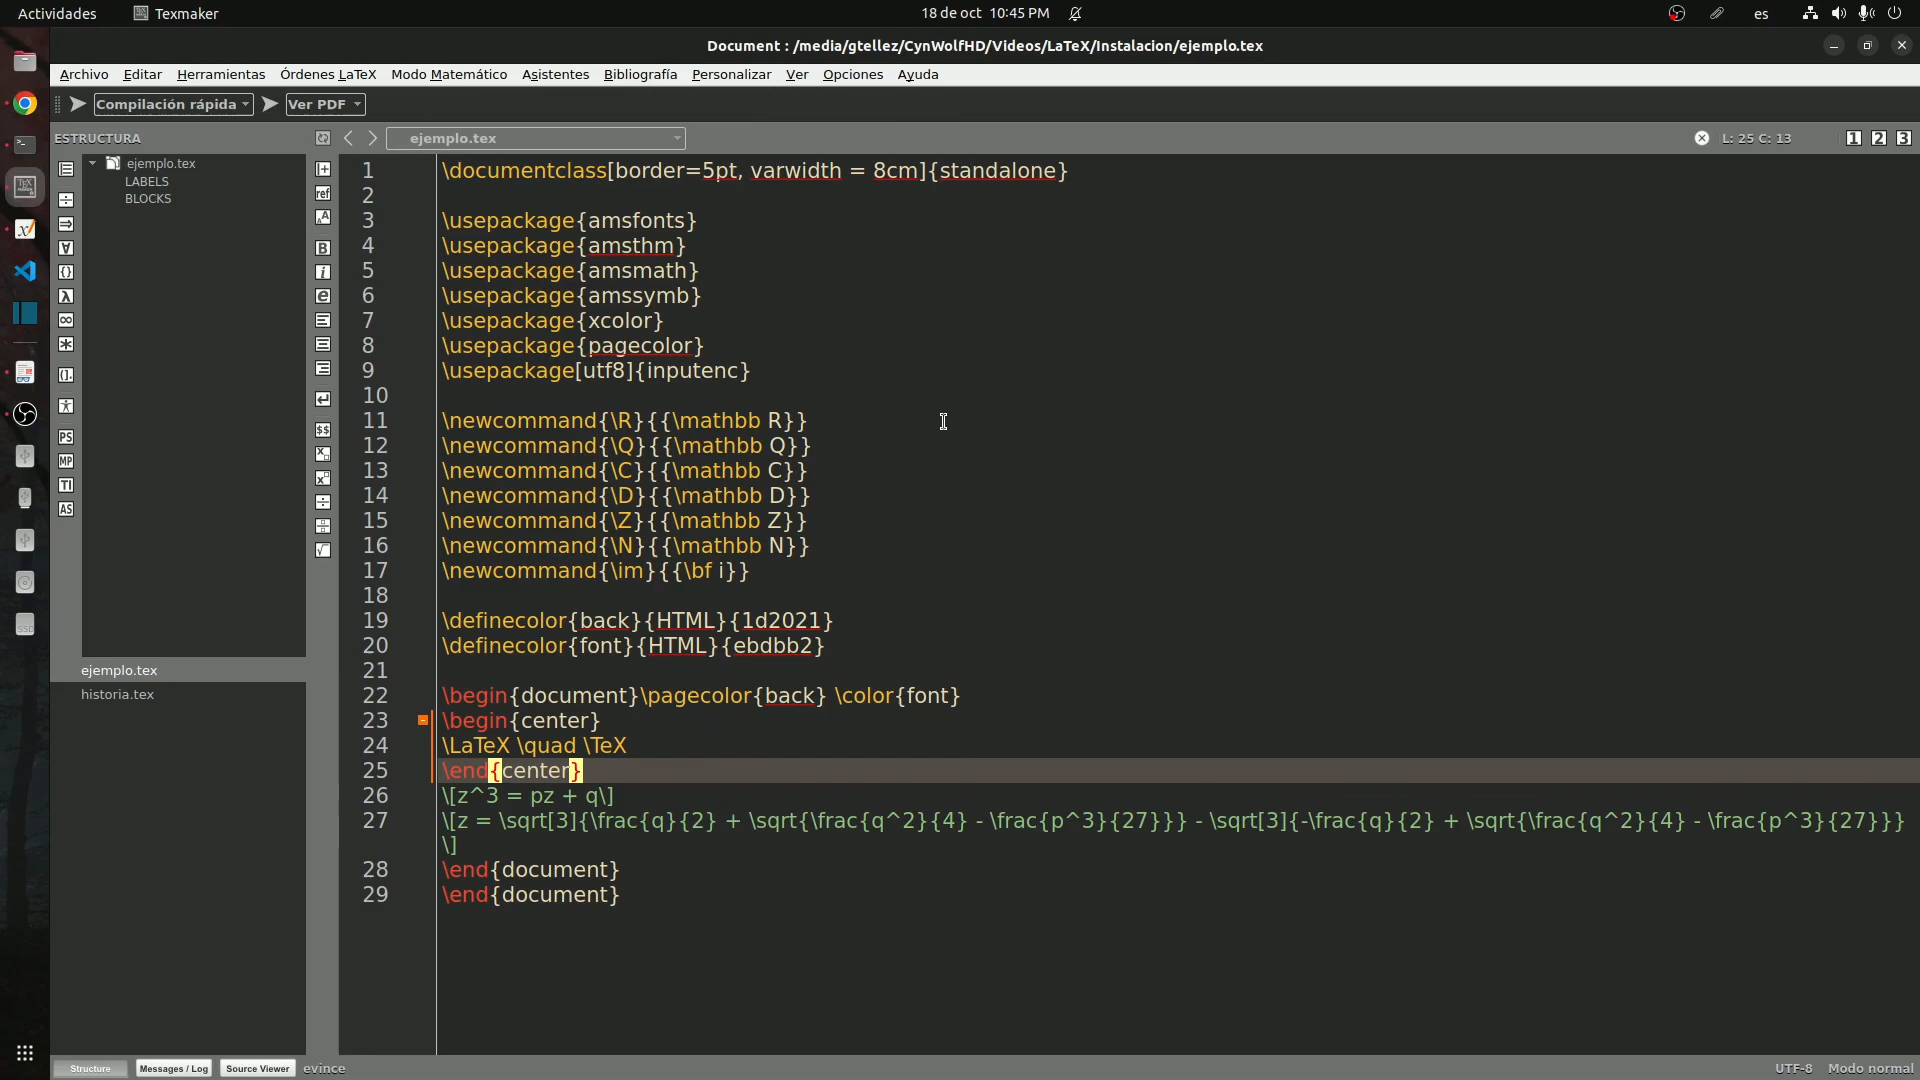 Actividades
Texmaker
18 de oct 10:45 PM
es
Document : /media/gtellez/CynWolfHD/Videos/LaTeX/Instalacion/ejemplo.tex
Archivo Editar Herramientas Órdenes LaTeX Modo Matemático Asistentes Bibliografía Personalizar Ver Opciones Ayuda
Compilación rápida
Ver PDF
ESTRUCTURA
ejemplo.tex
L: 25 C: 13
1 2 3
ejemplo.tex
LABELS
BLOCKS
ejemplo.tex
historia.tex
1 \documentclass[border=5pt, varwidth = 8cm]{standalone}
2
3 \usepackage{amsfonts}
4 \usepackage{amsthm}
5 \usepackage{amsmath}
6 \usepackage{amssymb}
7 \usepackage{xcolor}
8 \usepackage{pagecolor}
9 \usepackage[utf8]{inputenc}
10
11 \newcommand{\R}{{\mathbb R}}
12 \newcommand{\Q}{{\mathbb Q}}
13 \newcommand{\C}{{\mathbb C}}
14 \newcommand{\D}{{\mathbb D}}
15 \newcommand{\Z}{{\mathbb Z}}
16 \newcommand{\N}{{\mathbb N}}
17 \newcommand{\im}{{\bf i}}
18
19 \definecolor{back}{HTML}{1d2021}
20 \definecolor{font}{HTML}{ebdbb2}
21
22 \begin{document}\pagecolor{back} \color{font}
23 \begin{center}
24 \LaTeX \quad \TeX
25 \end{center}
26 \[z^3 = pz + q\]
27 \[z = \sqrt[3]{\frac{q}{2} + \sqrt{\frac{q^2}{4} - \frac{p^3}{27}}} - \sqrt[3]{-\frac{q}{2} + \sqrt{\frac{q^2}{4} - \frac{p^3}{27}}}
\]
28 \end{document}
29 \end{document}
Structure
Messages / Log
Source Viewer
evince
UTF-8
Modo normal